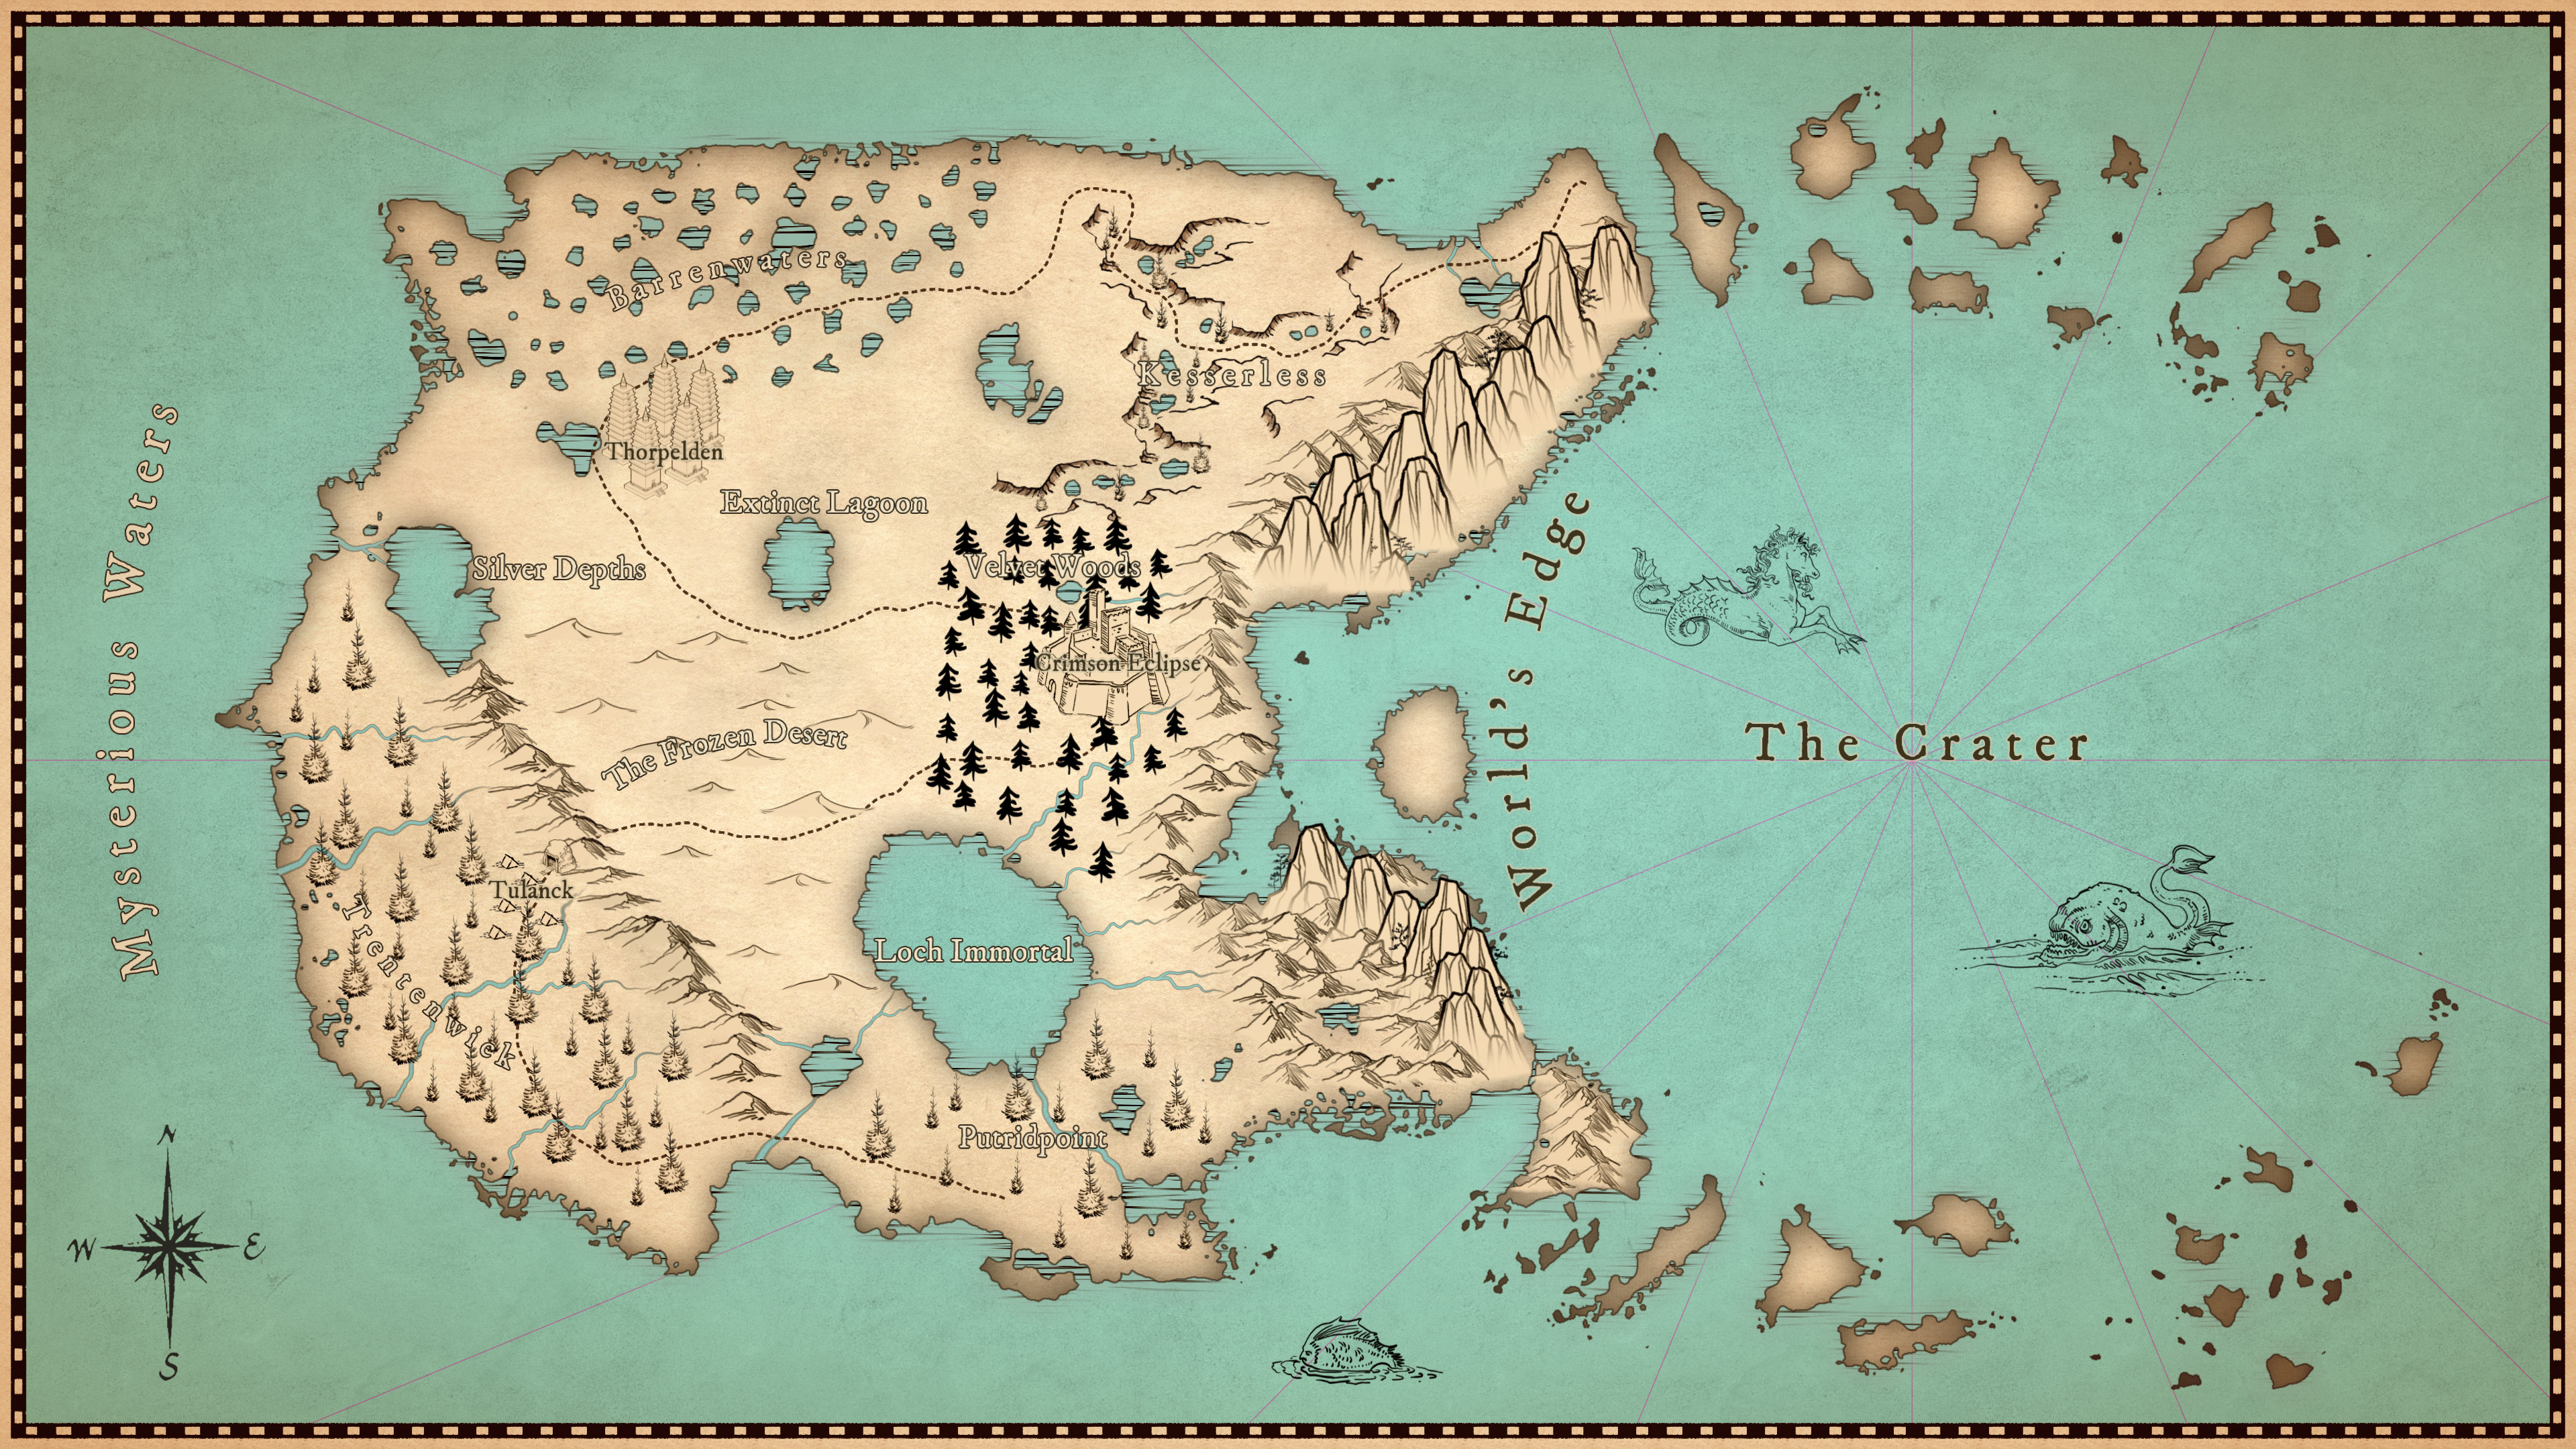 Barrenwaters
Kesserless
Thorpelden
Extinct Lagoon
Silver Depths
Velvet Woods
Crimson Eclipse
Mysterious Waters
World's Edge
The Crater
The Frozen Desert
Tulanck
Trentenwick
Loch Immortal
Putridpoint
N
W
E
S